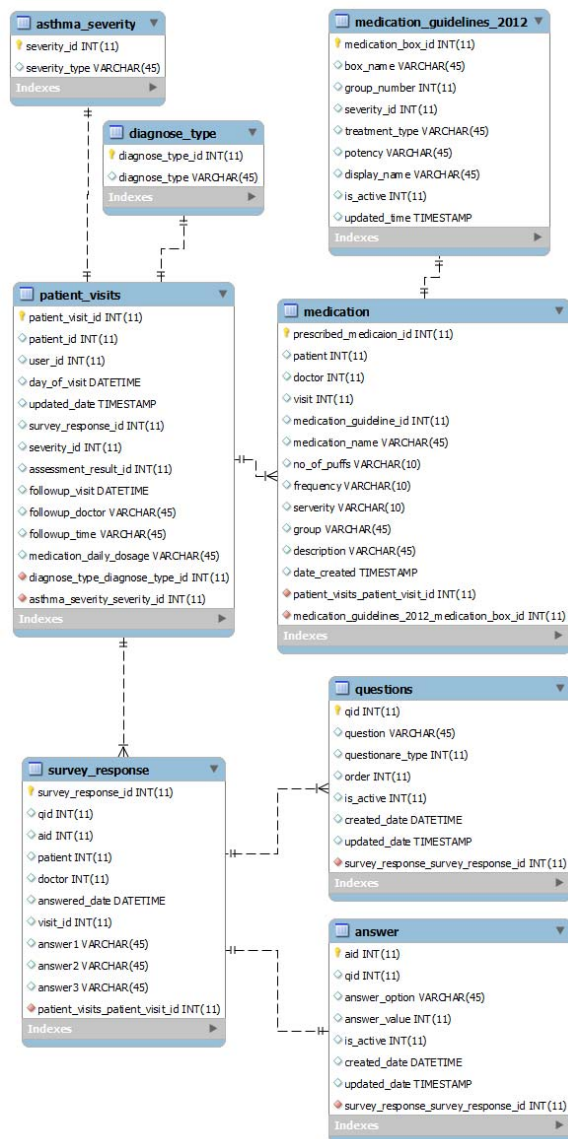 asthma_severity
severity_id INT(11)
severity_type VARCHAR(45)
Indexes
diagnose_type
diagnose_type_id INT(11)
diagnose_type VARCHAR(45)
Indexes
medication_guidelines_2012
medication_box_id INT(11)
box_name VARCHAR(45)
group_number INT(11)
severity_id INT(11)
treatment_type VARCHAR(45)
potency VARCHAR(45)
display_name VARCHAR(45)
is_active INT(11)
updated_time TIMESTAMP
Indexes
patient_visits
patient_visit_id INT(11)
patient_id INT(11)
user_id INT(11)
day_of_visit DATETIME
updated_date TIMESTAMP
survey_response_id INT(11)
severity_id INT(11)
assessment_result_id INT(11)
followup_visit DATETIME
followup_doctor VARCHAR(45)
followup_time VARCHAR(45)
medication_daily_dosage VARCHAR(45)
diagnose_type_diagnose_type_id INT(11)
asthma_severity_severity_id INT(11)
Indexes
medication
prescribed_medicaion_id INT(11)
patient INT(11)
doctor INT(11)
visit INT(11)
medication_guideline_id INT(11)
medication_name VARCHAR(45)
no_of_puffs VARCHAR(10)
frequency VARCHAR(10)
serverity VARCHAR(10)
group VARCHAR(45)
description VARCHAR(45)
date_created TIMESTAMP
patient_visits_patient_visit_id INT(11)
medication_guidelines_2012_medication_box_id INT(11)
Indexes
survey_response
survey_response_id INT(11)
qid INT(11)
aid INT(11)
patient INT(11)
doctor INT(11)
answered_date DATETIME
visit_id INT(11)
answer1 VARCHAR(45)
answer2 VARCHAR(45)
answer3 VARCHAR(45)
patient_visits_patient_visit_id INT(11)
Indexes
questions
qid INT(11)
question VARCHAR(45)
questionare_type INT(11)
order INT(11)
is_active INT(11)
created_date DATETIME
updated_date TIMESTAMP
survey_response_survey_response_id INT(11)
Indexes
answer
aid INT(11)
qid INT(11)
answer_option VARCHAR(45)
answer_value INT(11)
is_active INT(11)
created_date DATETIME
updated_date TIMESTAMP
survey_response_survey_response_id INT(11)
Indexes